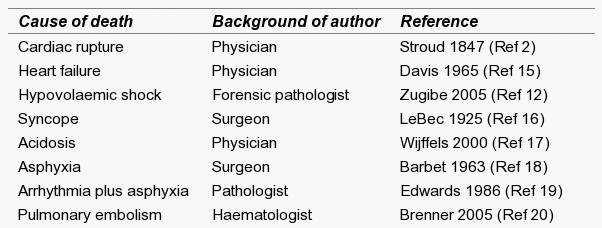 Cause of death Background of author Reference
Cardiac rupture Physician Stroud 1847 (Ref 2)
Heart failure Physician Davis 1965 (Ref 15)
Hypovolaemic shock Forensic pathologist Zugibe 2005 (Ref 12)
Syncope Surgeon LeBec 1925 (Ref 16)
Acidosis Physician Wijffels 2000 (Ref 17)
Asphyxia Surgeon Barbet 1963 (Ref 18)
Arrhythmia plus asphyxia Pathologist Edwards 1986 (Ref 19)
Pulmonary embolism Haematologist Brenner 2005 (Ref 20)